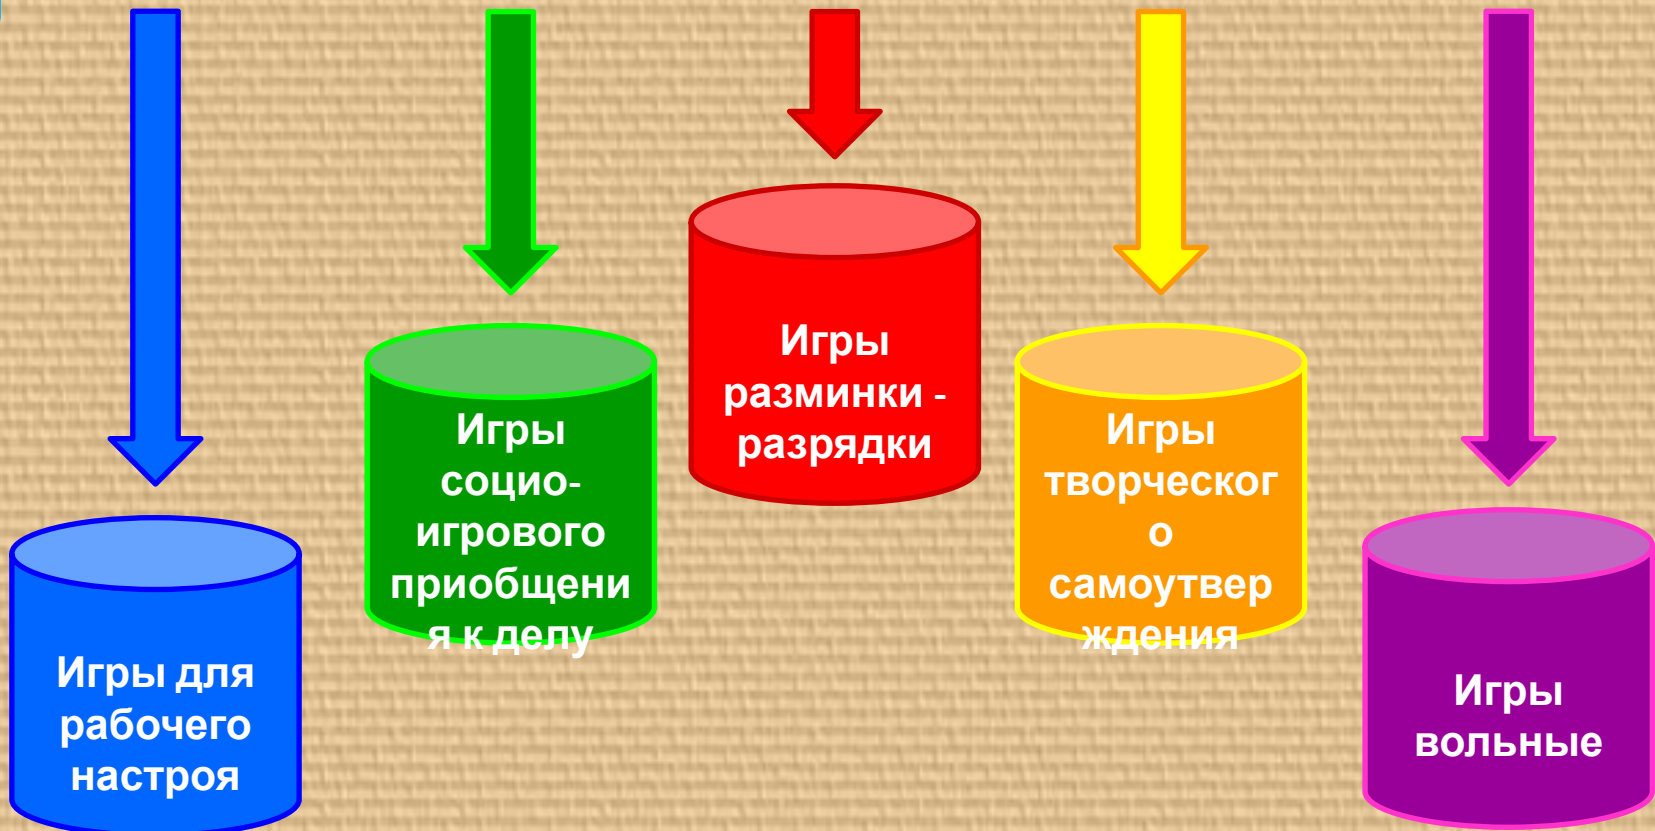 Игры для
рабочего
настроя
Игры
социо-
игрового
приобщени
я к делу
Игры
разминки -
разрядки
Игры
творческог
о
самоутвер
ждения
Игры
вольные